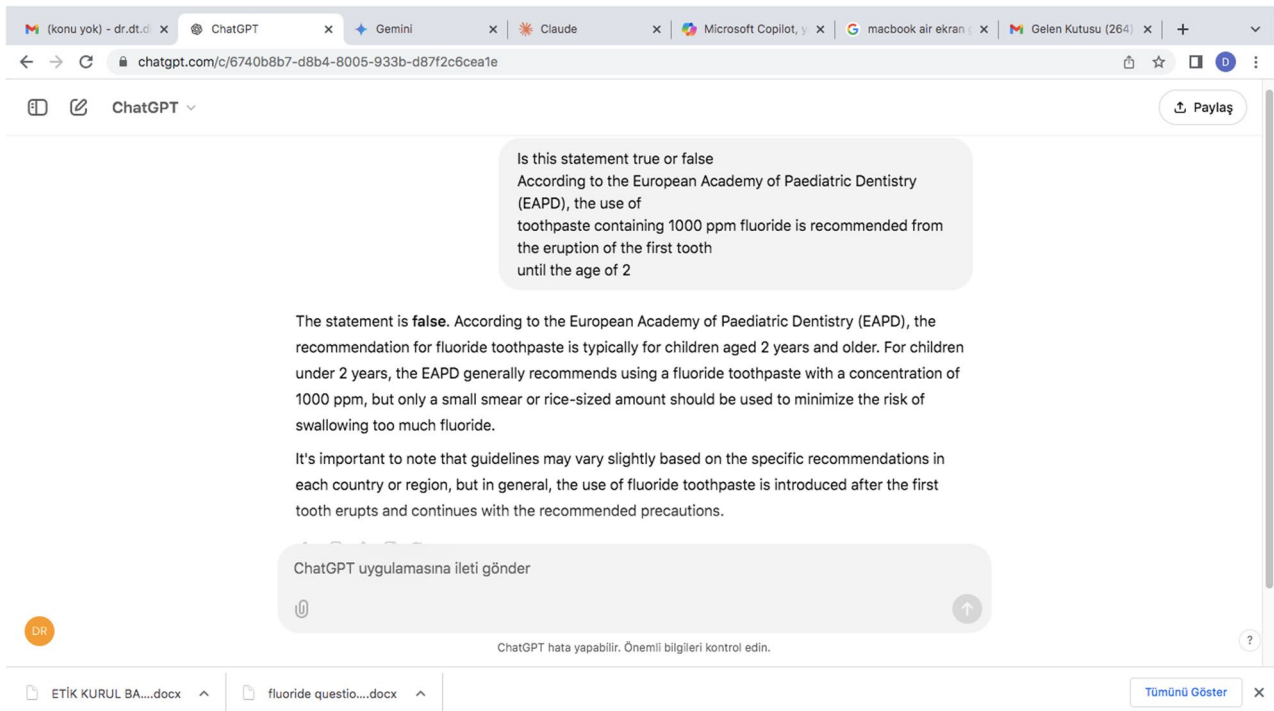 (konu yok) - dr.dt.d
ChatGPT
Gemini
Claude
Microsoft Copilot, y
macbook air ekran g
Gelen Kutusu (264)
chatgpt.com/c/6740b8b7-d8b4-8005-933b-d87f2c6cea1e
D
ChatGPT
Paylaş
Is this statement true or false
According to the European Academy of Paediatric Dentistry
(EAPD), the use of
toothpaste containing 1000 ppm fluoride is recommended from
the eruption of the first tooth
until the age of 2
The statement is false. According to the European Academy of Paediatric Dentistry (EAPD), the
recommendation for fluoride toothpaste is typically for children aged 2 years and older. For children
under 2 years, the EAPD generally recommends using a fluoride toothpaste with a concentration of
1000 ppm, but only a small smear or rice-sized amount should be used to minimize the risk of
swallowing too much fluoride.
It's important to note that guidelines may vary slightly based on the specific recommendations in
each country or region, but in general, the use of fluoride toothpaste is introduced after the first
tooth erupts and continues with the recommended precautions.
ChatGPT uygulamasına ileti gönder
DR
ChatGPT hata yapabilir. Önemli bilgileri kontrol edin.
?
ETİK KURUL BA....docx
fluoride questio....docx
Tümünü Göster